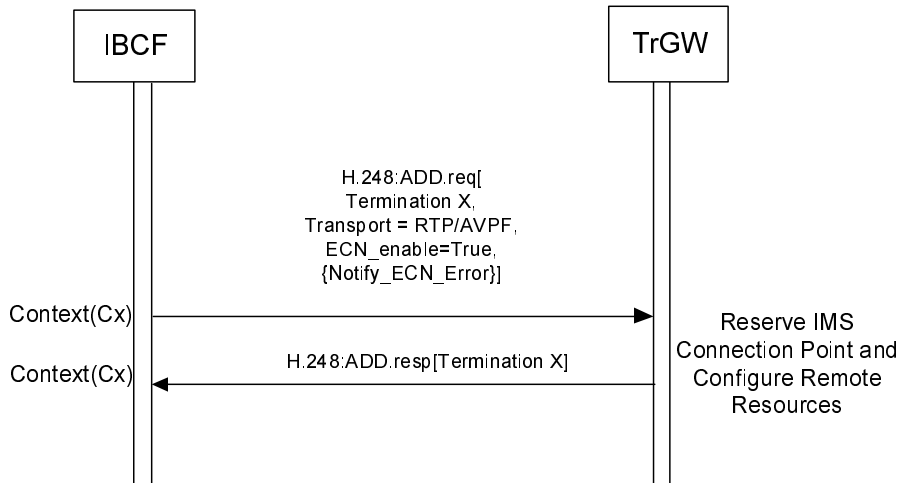 IBCF
TrGW
H.248:ADD.req[
Termination X,
Transport = RTP/AVPF,
ECN_enable=True,
{Notify_ECN_Error}]
Context(Cx)
Reserve IMS
Connection Point and
Configure Remote
Resources
H.248:ADD.resp[Termination X]
Context(Cx)